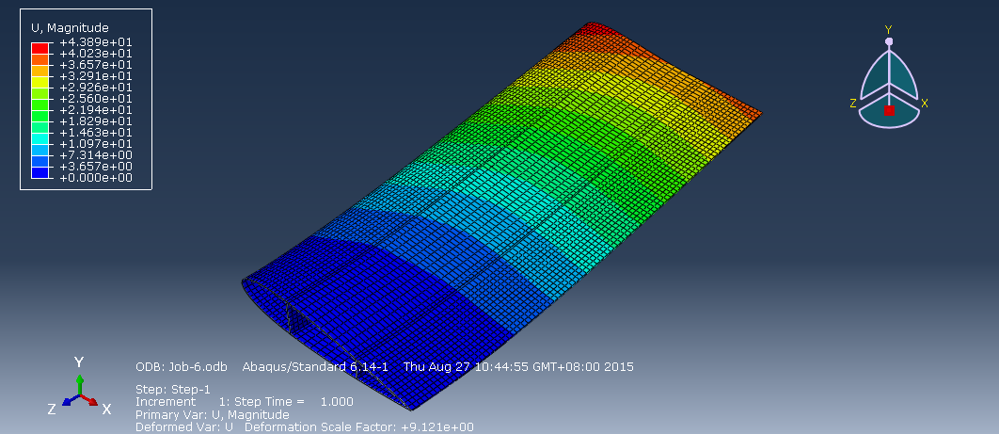 U, Magnitude
+4.389e+01
+4.023e+01
+3.657e+01
+3.291e+01
+2.926e+01
+2.560e+01
+2.194e+01
+1.829e+01
+1.463e+01
+1.097e+01
+7.314e+00
+3.657e+00
+0.000e+00
Y
Z
X
Y
Z
X
ODB: Job-6.odb Abaqus/Standard 6.14-1 Thu Aug 27 10:44:55 GMT+08:00 2015
Step: Step-1
Increment 1: Step Time = 1.000
Primary Var: U, Magnitude
Deformed Var: U Deformation Scale Factor: +9.121e+00